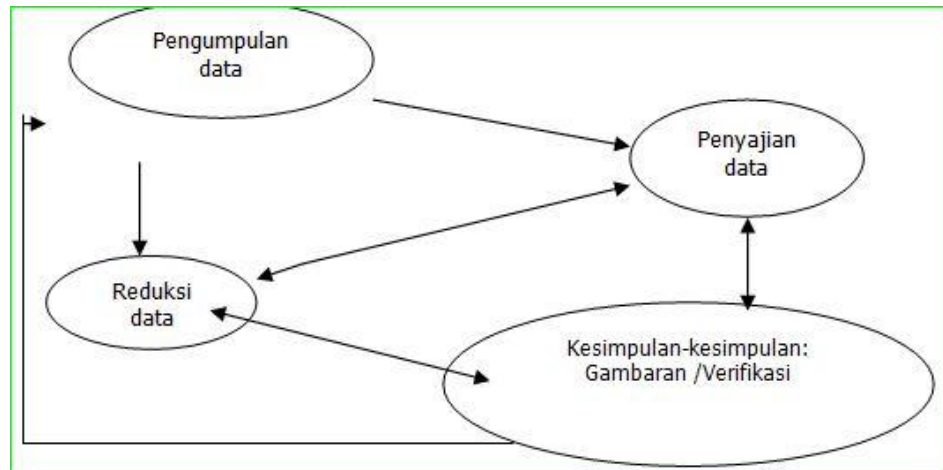 Pengumpulan
data
Penyajian
data
Reduksi
data
Kesimpulan-kesimpulan:
Gambaran /Verifikasi